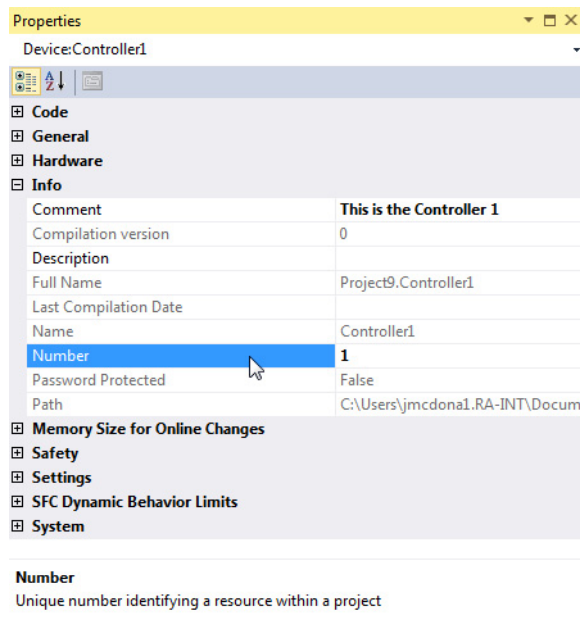 Properties
Device:Controller1
Code
General
Hardware
Info
Comment This is the Controller 1
Compilation version 0
Description
Full Name Project9.Controller1
Last Compilation Date
Name Controller1
Number 1
Password Protected False
Path C:\Users\jmcdona1.RA-INT\Docum
Memory Size for Online Changes
Safety
Settings
SFC Dynamic Behavior Limits
System
Number
Unique number identifying a resource within a project